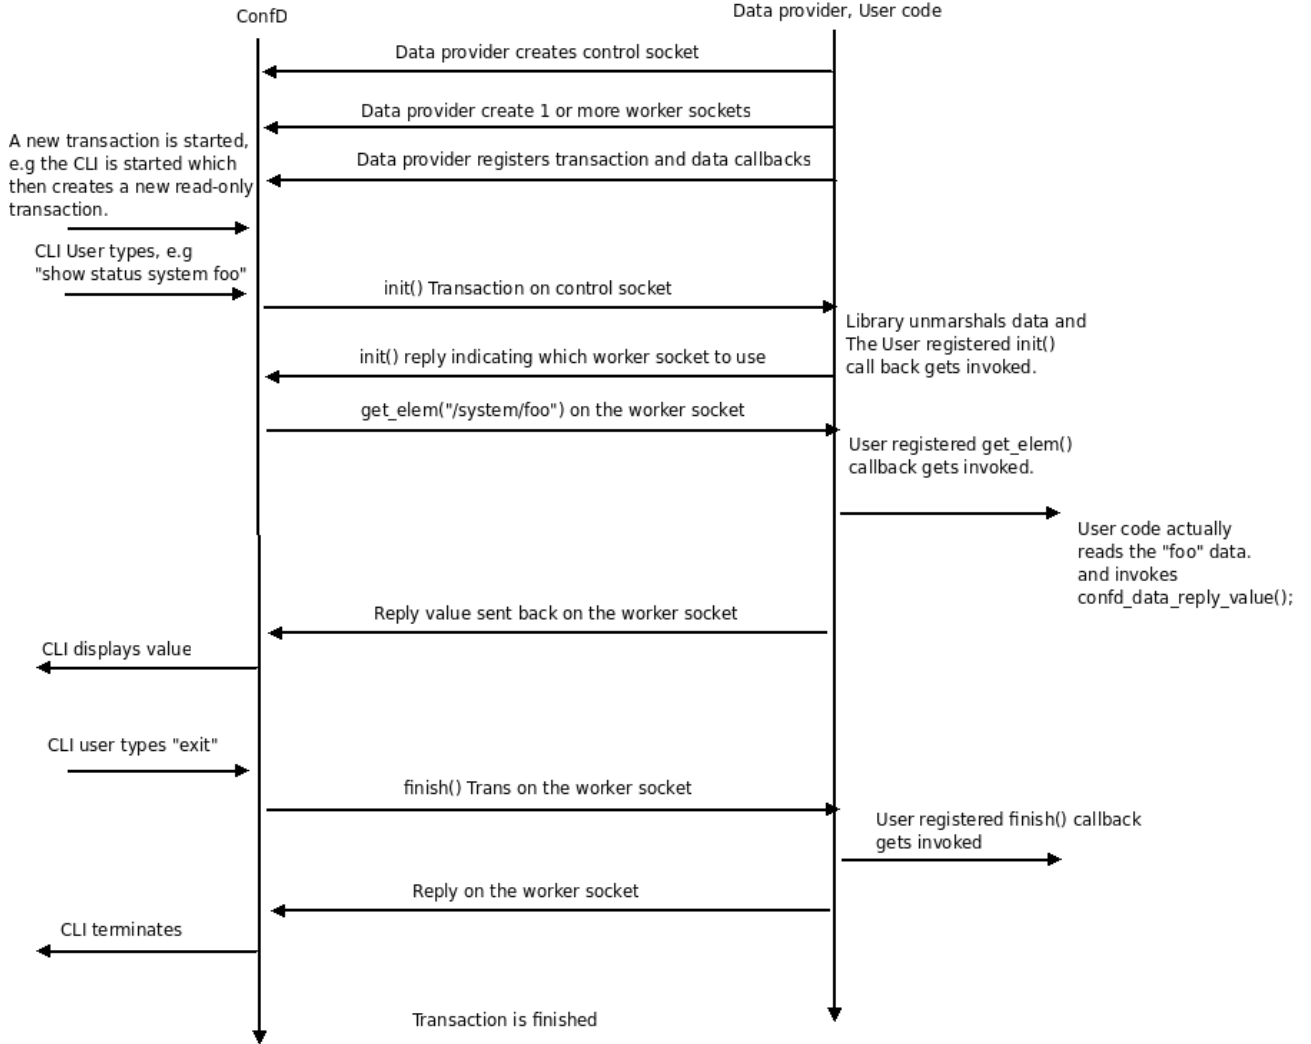 ConfD
Data provider, User code
Data provider creates control socket
Data provider create 1 or more worker sockets
A new transaction is started,
e.g the CLI is started which
then creates a new read-only
transaction.
Data provider registers transaction and data callbacks
CLI User types, e.g
"show status system foo"
init() Transaction on control socket
Library unmarshals data and
The User registered init()
call back gets invoked.
init() reply indicating which worker socket to use
get_elem("/system/foo") on the worker socket
User registered get_elem()
callback gets invoked.
User code actually
reads the "foo" data.
and invokes
confd_data_reply_value();
Reply value sent back on the worker socket
CLI displays value
CLI user types "exit"
finish() Trans on the worker socket
User registered finish() callback
gets invoked
Reply on the worker socket
CLI terminates
Transaction is finished